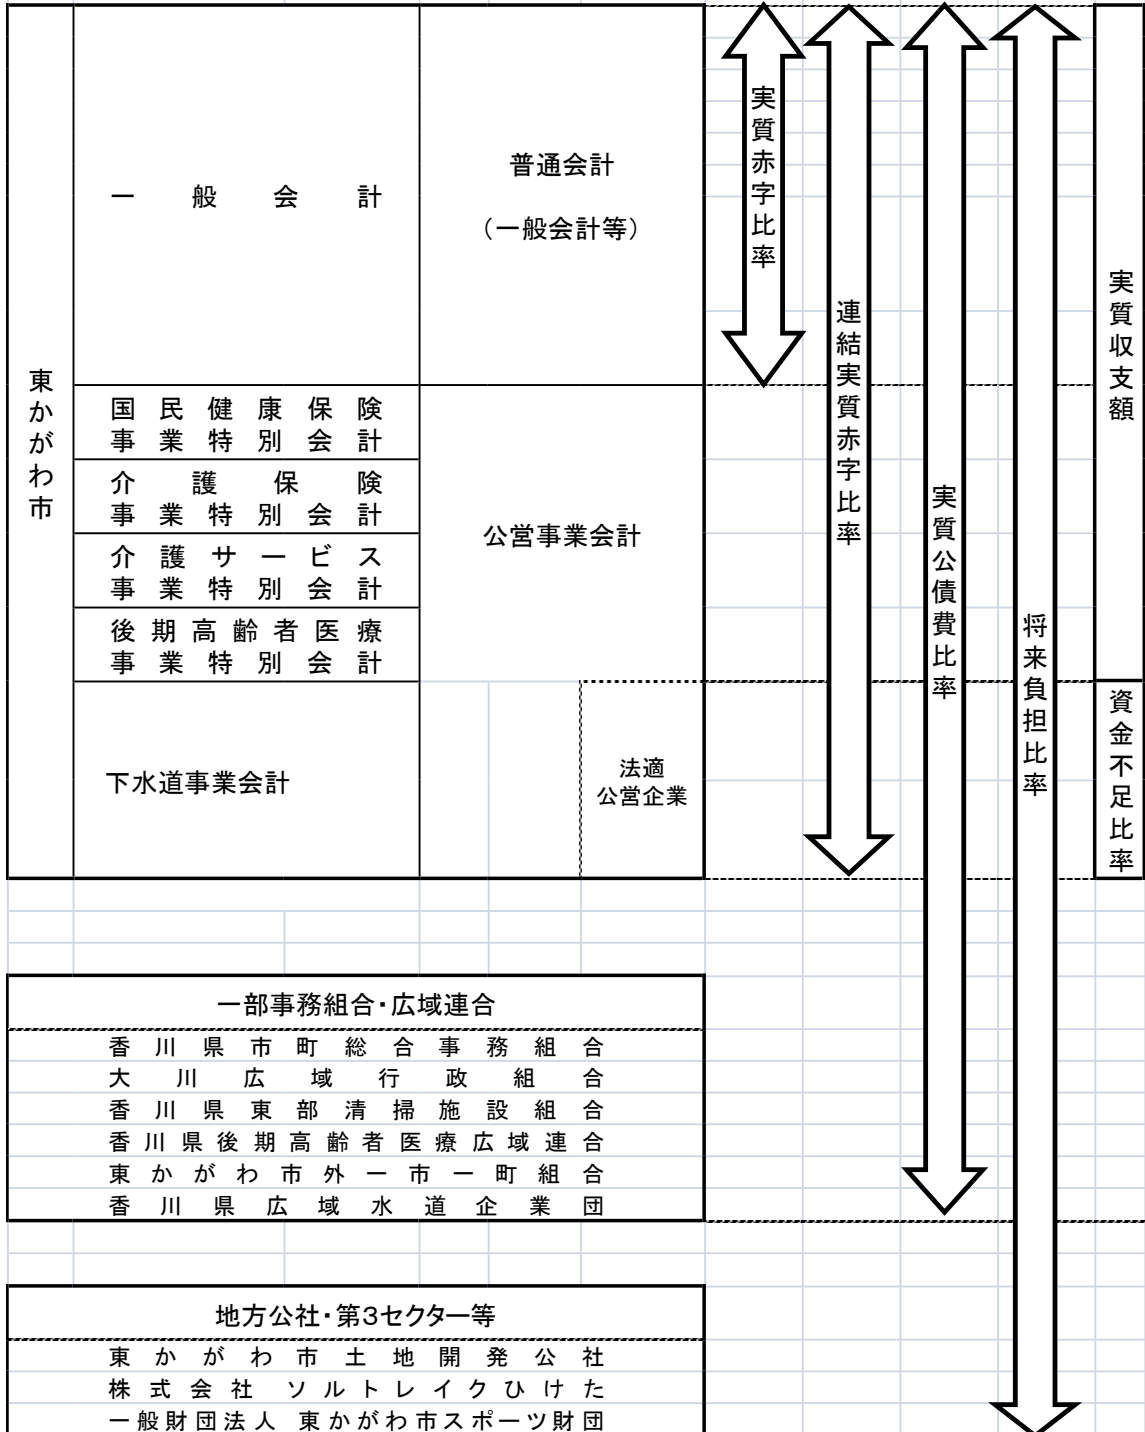 東かがわ市
一般会計
普通会計
（一般会計等）
国民健康保険
事業特別会計
介護保険
事業特別会計
介護サービス
事業特別会計
後期高齢者医療
事業特別会計
公営事業会計
下水道事業会計
法適
公営企業
実質赤字比率
連結実質赤字比率
実質公債費比率
将来負担比率
実質収支額
資金不足比率
一部事務組合・広域連合
香川県市町総合事務組合
大川広域行政組合
香川県東部清掃施設組合
香川県後期高齢者医療広域連合
東かがわ市外一市一町組合
香川県広域水道企業団
地方公社・第3セクター等
東かがわ市土地開発公社
株式会社 ソルトレイクひけた
一般財団法人 東かがわ市スポーツ財団